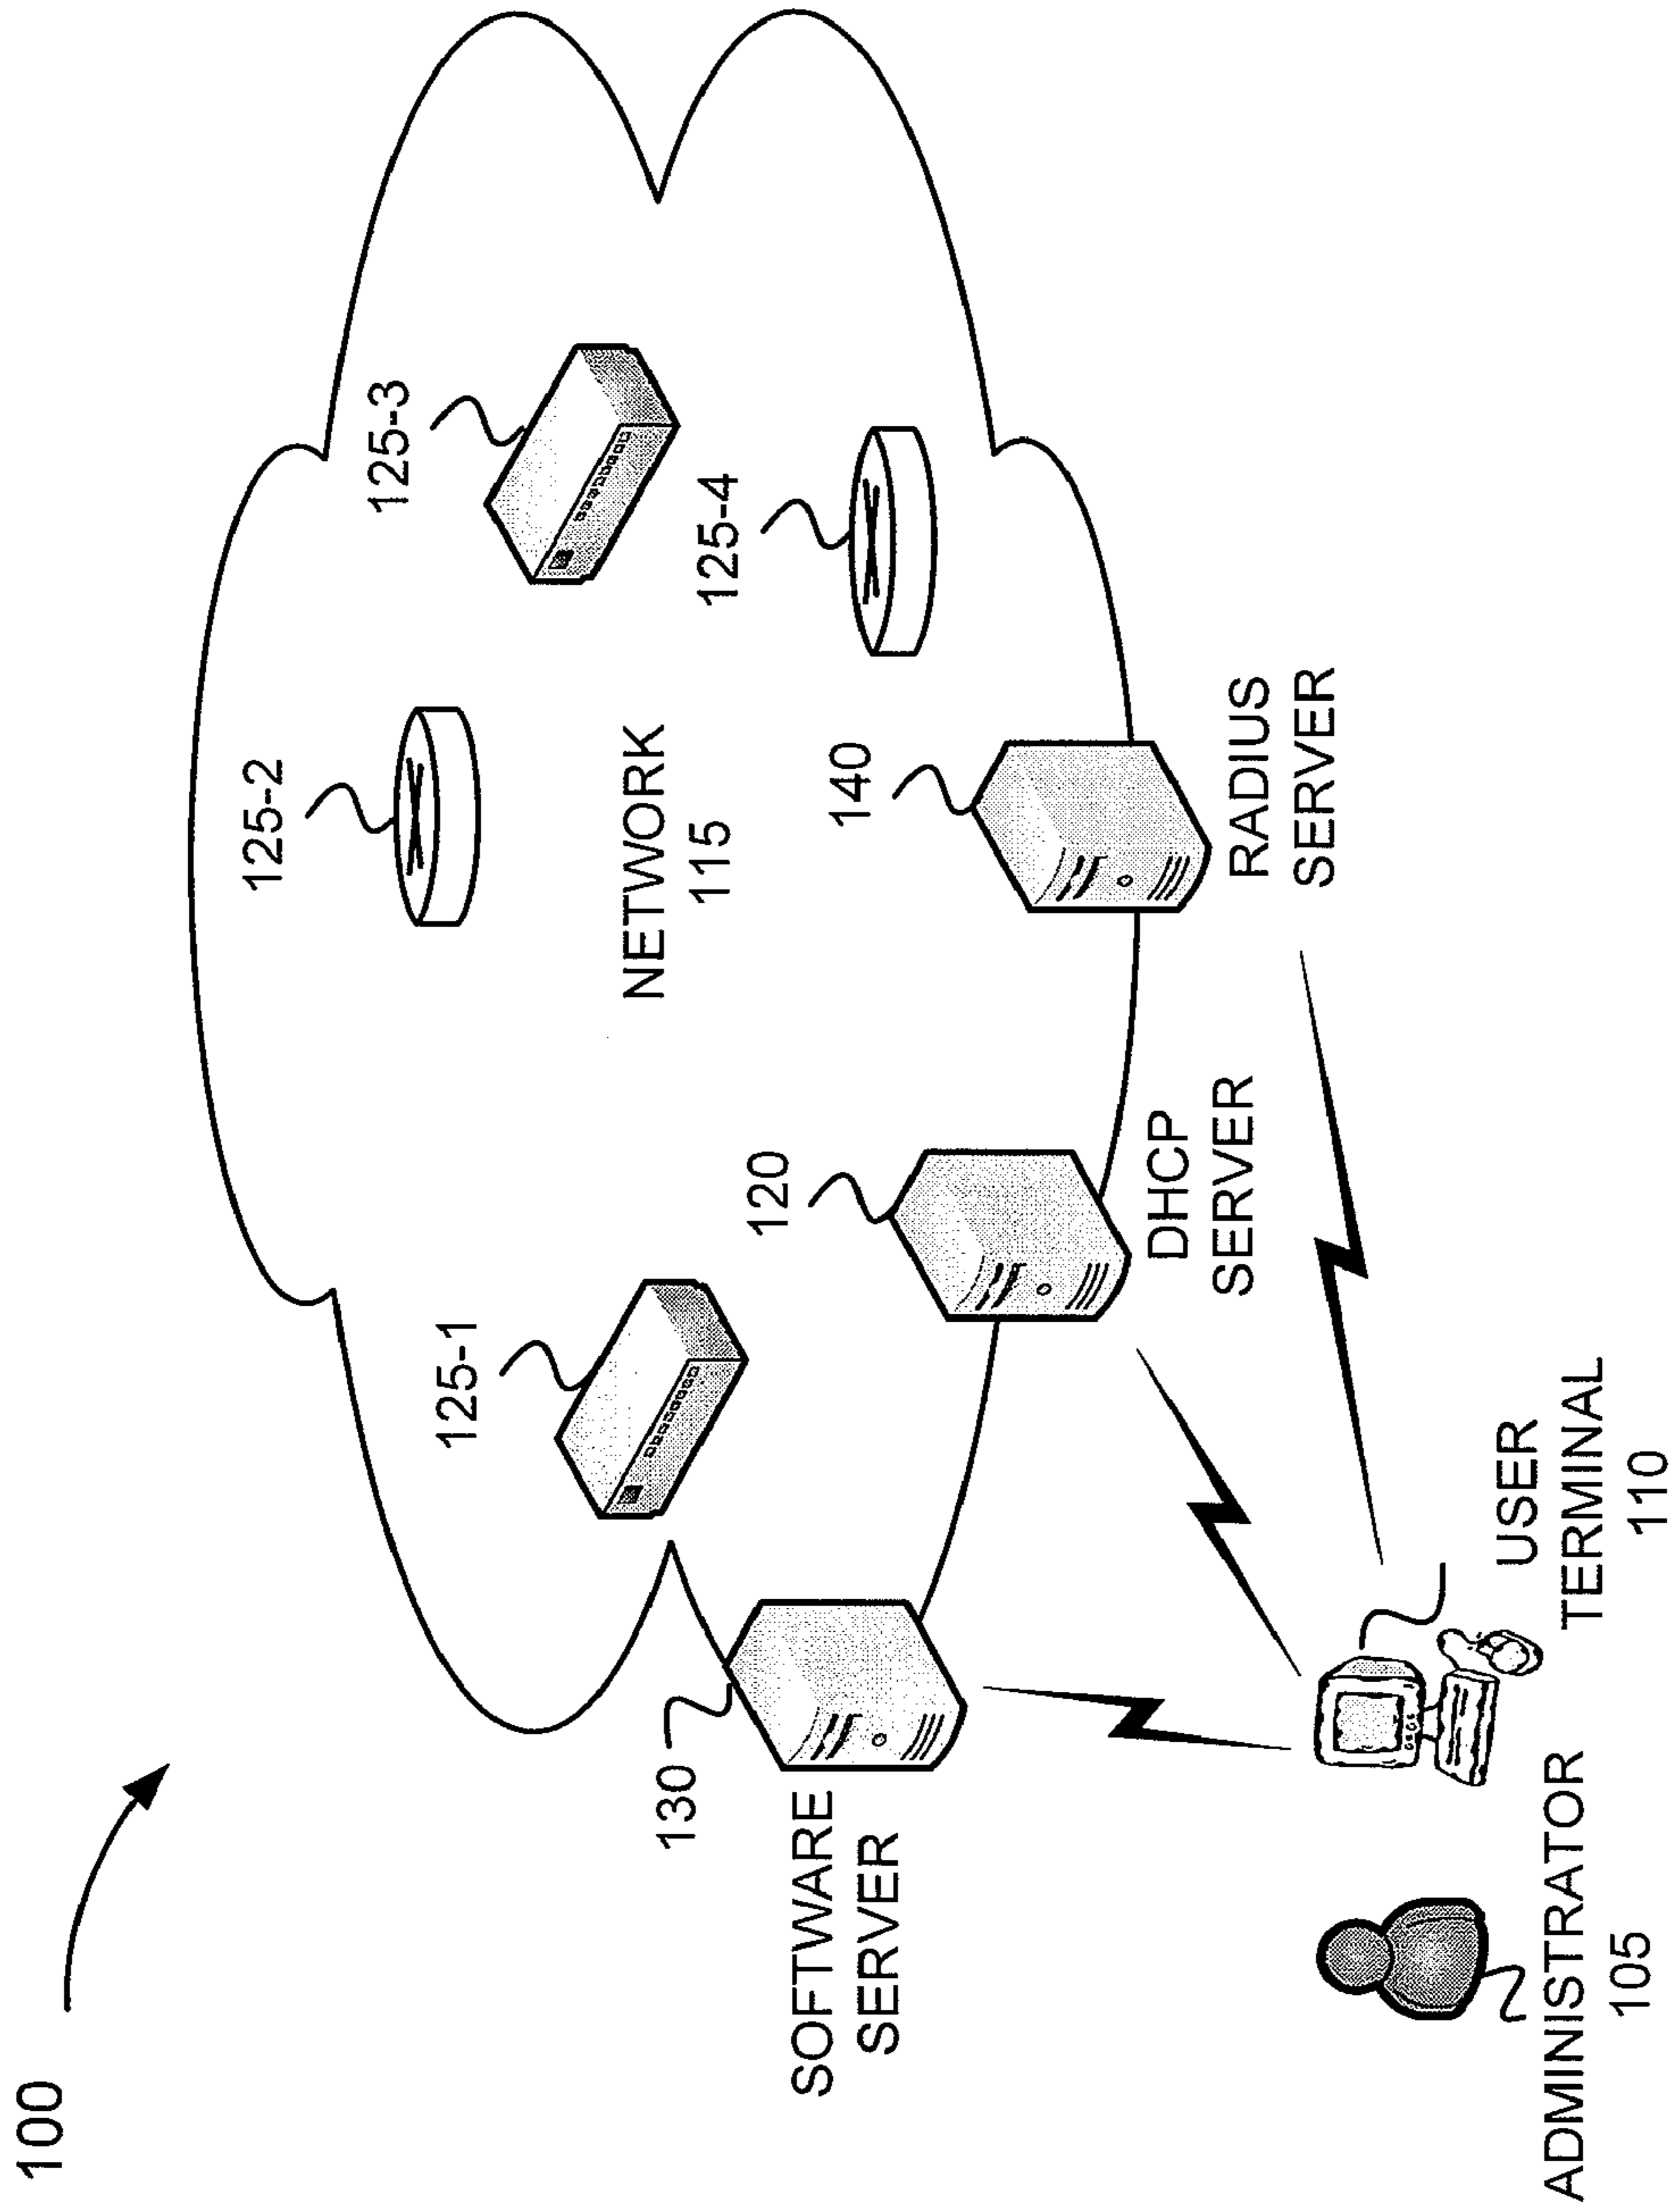 100
125-2
125-3
125-1
125-4
NETWORK
115
130
120
140
SOFTWARE
SERVER
DHCP
SERVER
RADIUS
SERVER
ADMINISTRATOR
105
USER
TERMINAL
110